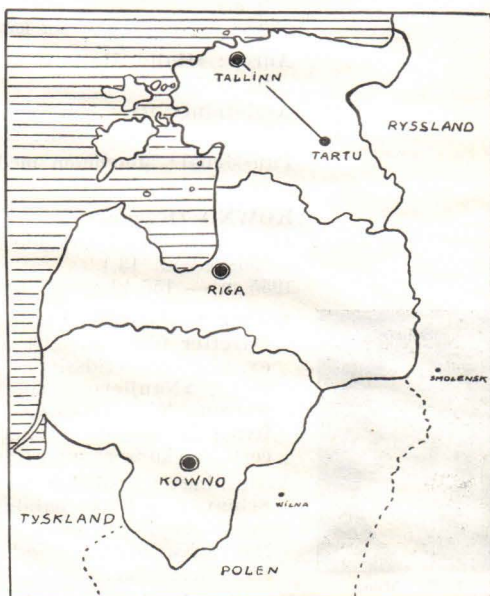 TALLINN
RYSSLAND
TARTU
RIGA
SMOLENSK
KOWNO
WILNA
TYSKLAND
POLEN